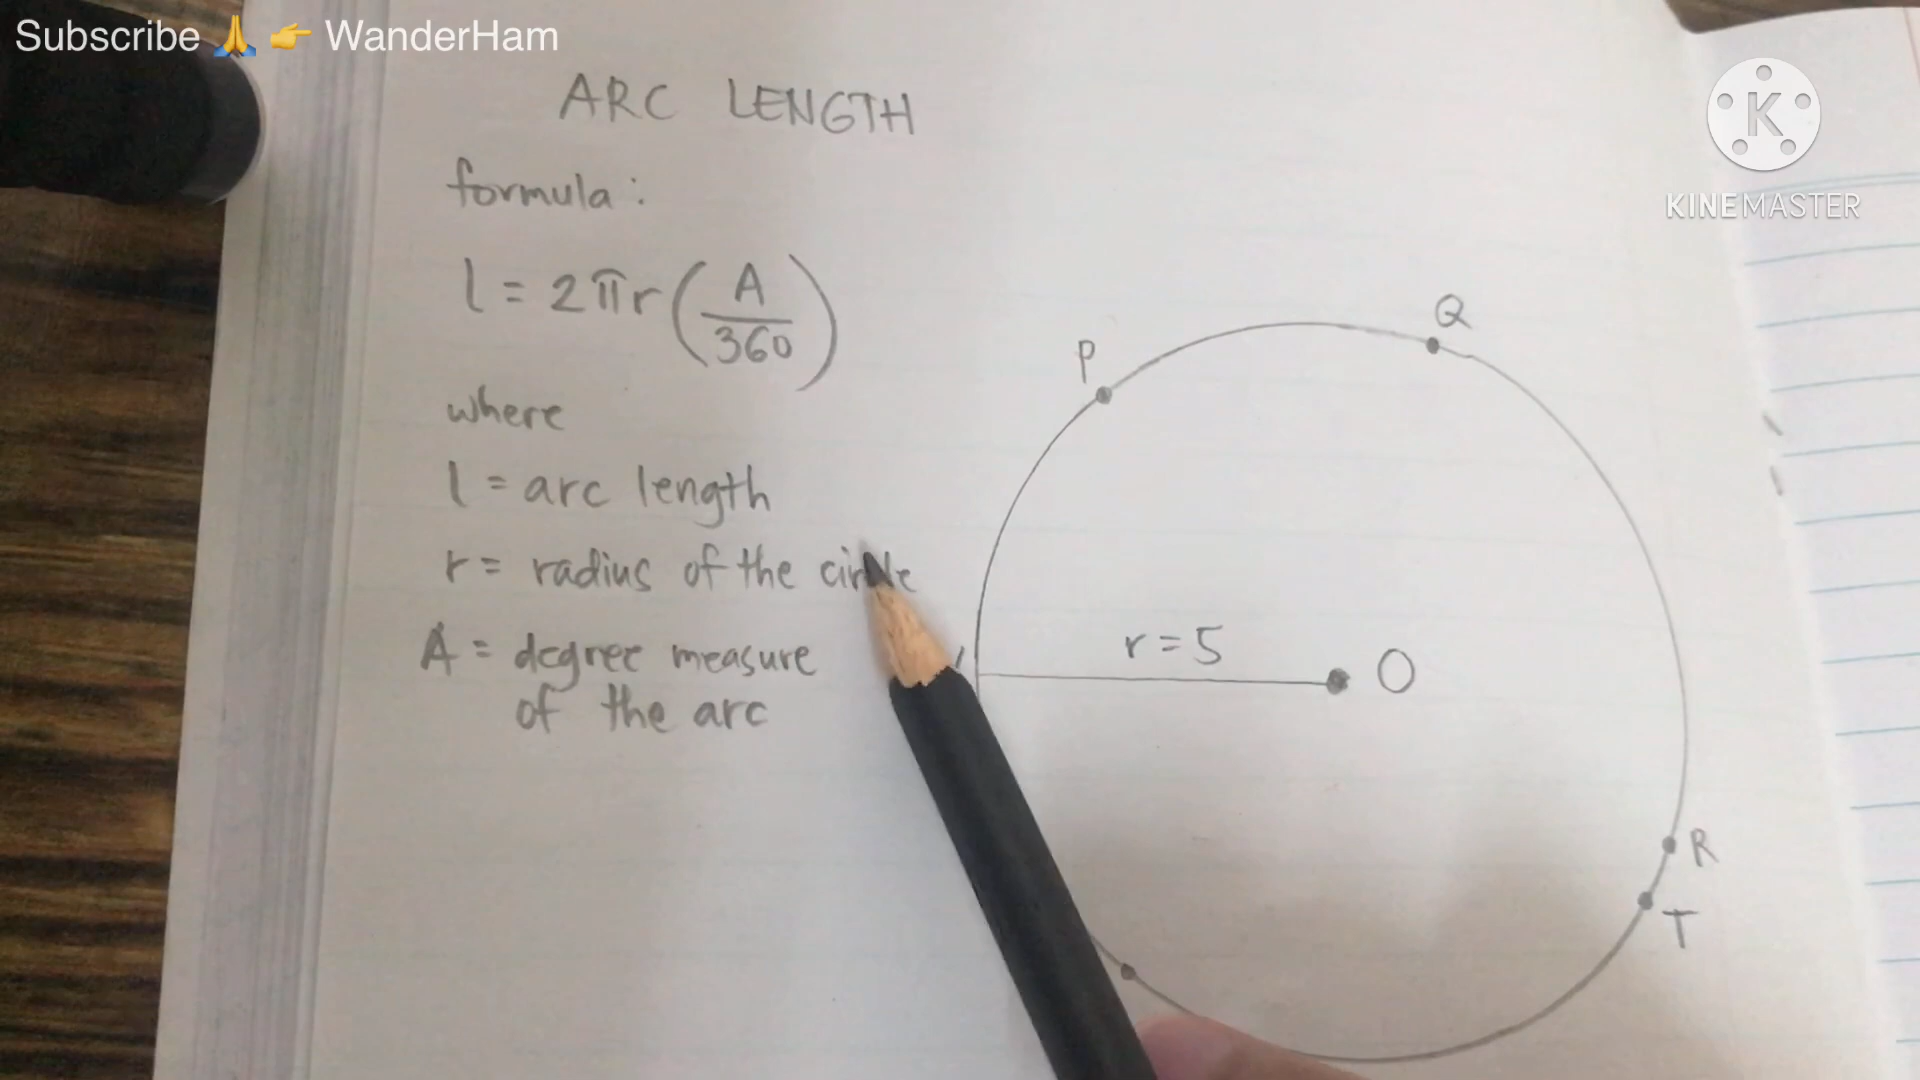 Subscribe 🙏 👉 WanderHam
ARC LENGTH
formula:
l = 2πr(A/360)
where
l = arc length
r = radius of the circle
A = degree measure
of the arc
P
Q
r = 5
O
R
T
K
KINEMASTER